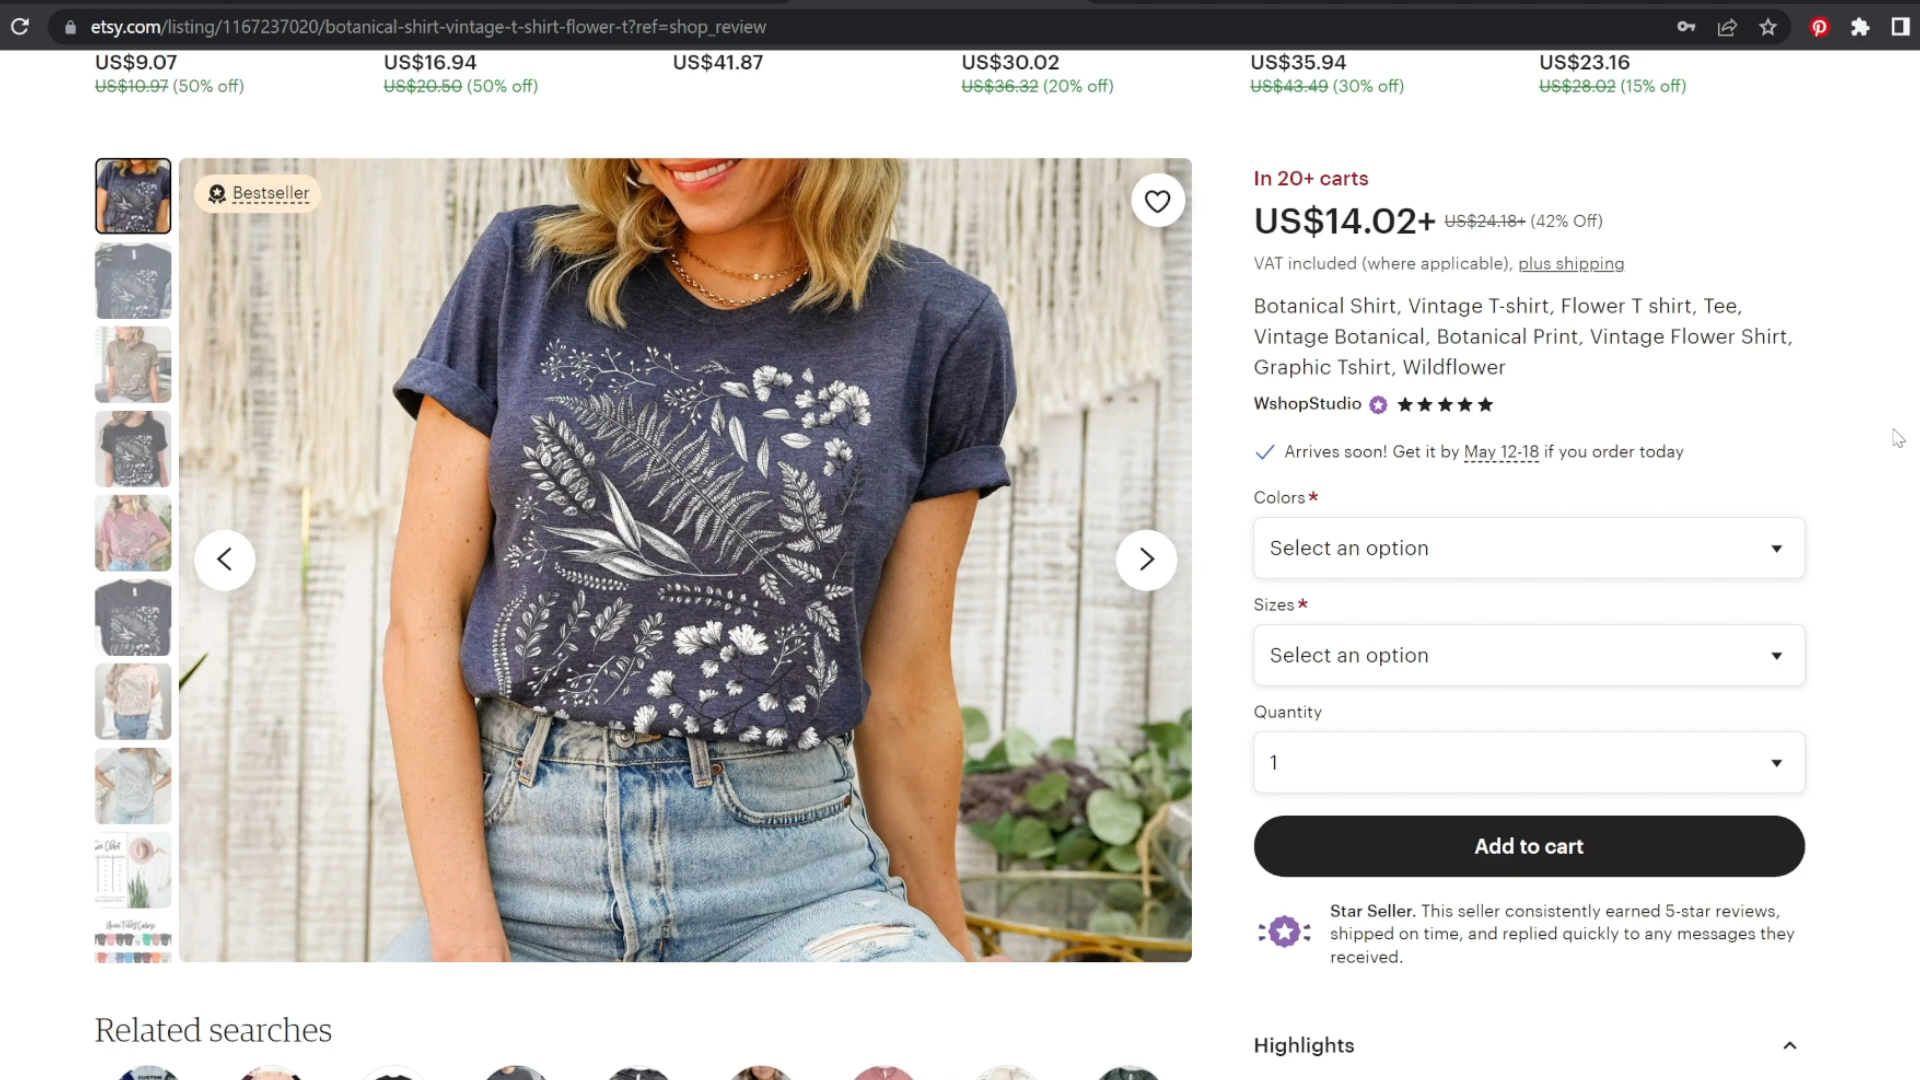 etsy.com/listing/1167237020/botanical-shirt-vintage-t-shirt-flower-t?ref=shop_review
US$9.07 US$16.94 US$41.87 US$30.02 US$35.94 US$23.16
US$10.97 (50% off) US$20.50 (50% off) US$36.32 (20% off) US$43.49 (30% off) US$28.02 (15% off)
Bestseller
In 20+ carts
US$14.02+ US$24.18+ (42% Off)
VAT included (where applicable), plus shipping
Botanical Shirt, Vintage T-shirt, Flower T shirt, Tee,
Vintage Botanical, Botanical Print, Vintage Flower Shirt,
Graphic Tshirt, Wildflower
WshopStudio
Arrives soon! Get it by May 12-18 if you order today
Colors*
Select an option
Sizes*
Select an option
Quantity
1
Add to cart
Star Seller. This seller consistently earned 5-star reviews,
shipped on time, and replied quickly to any messages they
received.
Related searches
Highlights